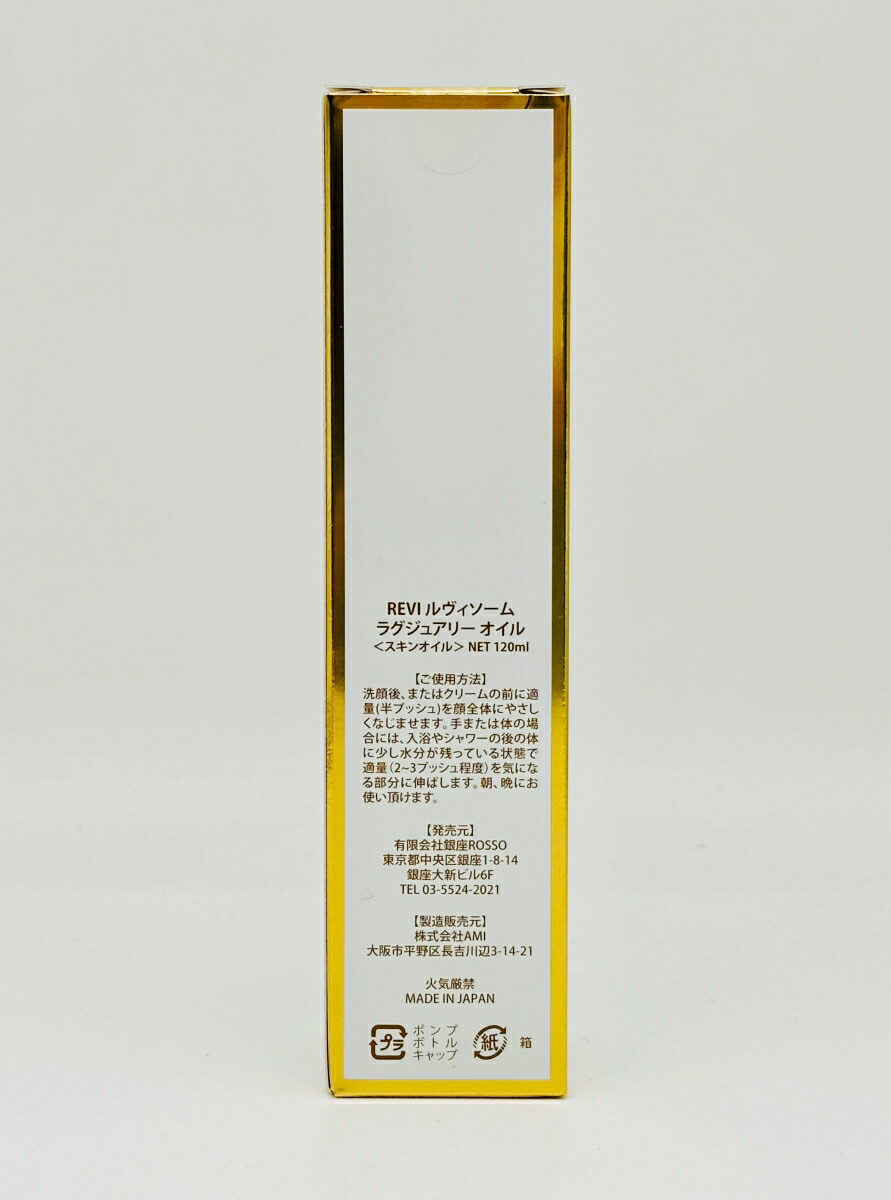 REVI ルヴィソーム
ラグジュアリー オイル
＜スキンオイル＞ NET 120ml
【ご使用方法】
洗顔後、またはクリームの前に適
量(半プッシュ)を顔全体にやさし
くなじませます。手または体の場
合には、入浴やシャワーの後の体
に少し水分が残っている状態で
適量（2~3プッシュ程度）を気にな
る部分に伸ばします。朝、晩にお
使い頂けます。
【発売元】
有限会社銀座ROSSO
東京都中央区銀座1-8-14
銀座大新ビル6F
TEL 03-5524-2021
【製造販売元】
株式会社AMI
大阪市平野区長吉川辺3-14-21
火気厳禁
MADE IN JAPAN
プラ ポンプ
ボトル
キャップ
紙 箱